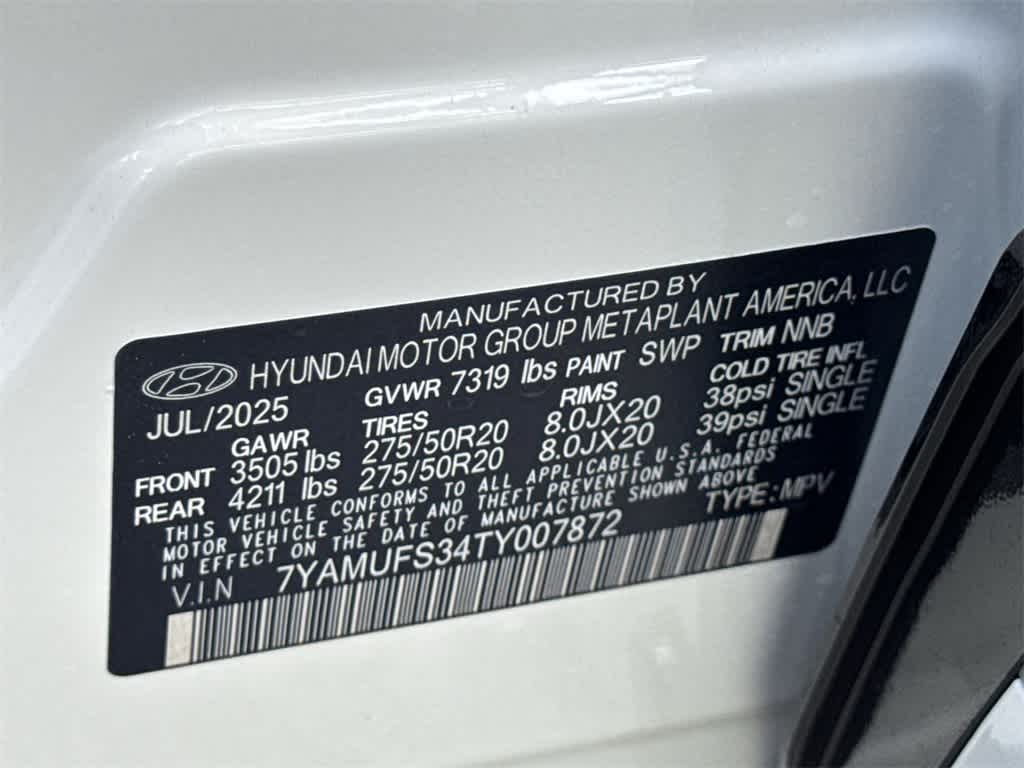 MANUFACTURED BY
HYUNDAI MOTOR GROUP METAPLANT AMERICA, LLC
JUL/2025 GVWR 7319 lbs PAINT SWP TRIM NNB
GAWR TIRES RIMS COLD TIRE INFL
FRONT 3505 lbs 275/50R20 8.0JX20 38psi SINGLE
REAR 4211 lbs 275/50R20 8.0JX20 39psi SINGLE
THIS VEHICLE CONFORMS TO ALL APPLICABLE U.S.A. FEDERAL
MOTOR VEHICLE SAFETY AND THEFT PREVENTION STANDARDS
IN EFFECT ON THE DATE OF MANUFACTURE SHOWN ABOVE
V.I.N 7YAMUFS34TY007872 TYPE: MPV